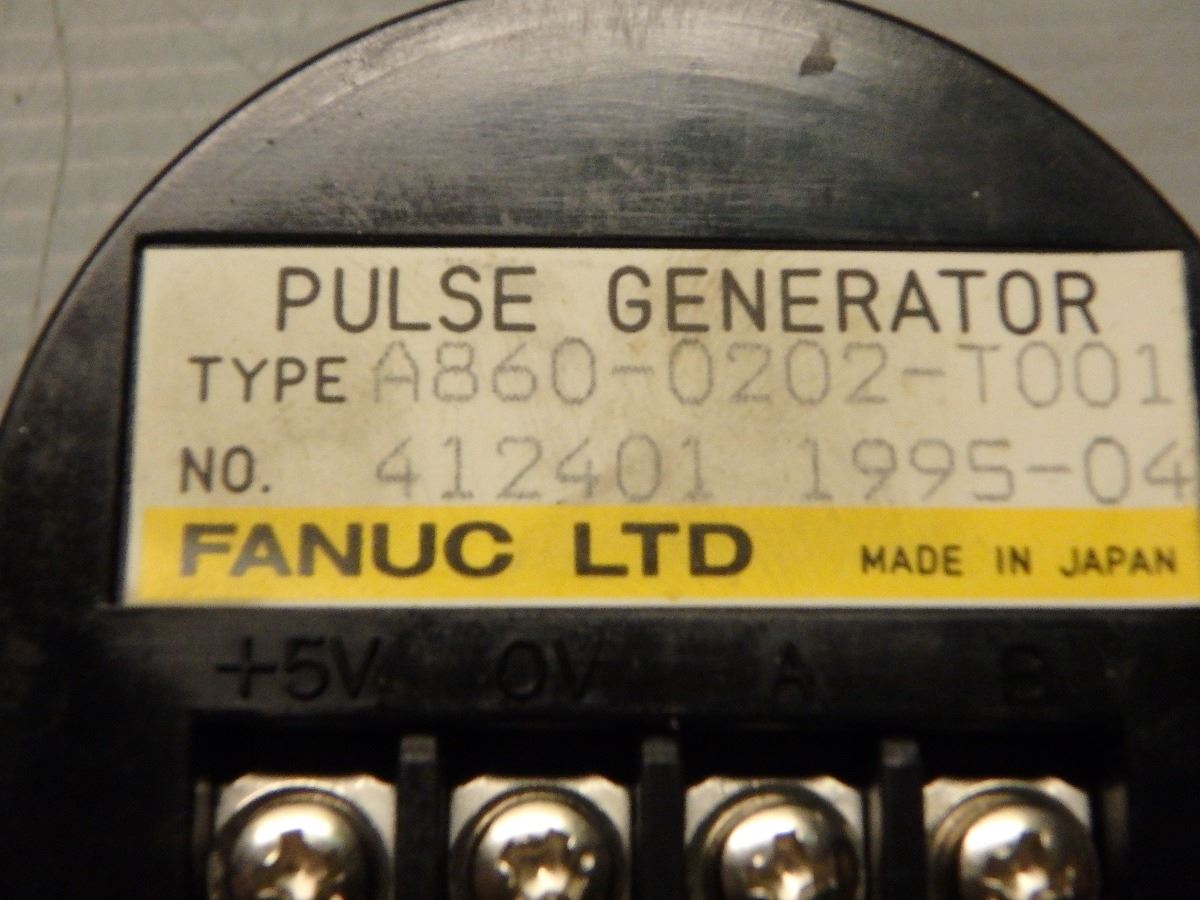 PULSE GENERATOR
TYPE A860-0202-T001
NO. 412401 1995-04
FANUC LTD MADE IN JAPAN
+5V 0V A B